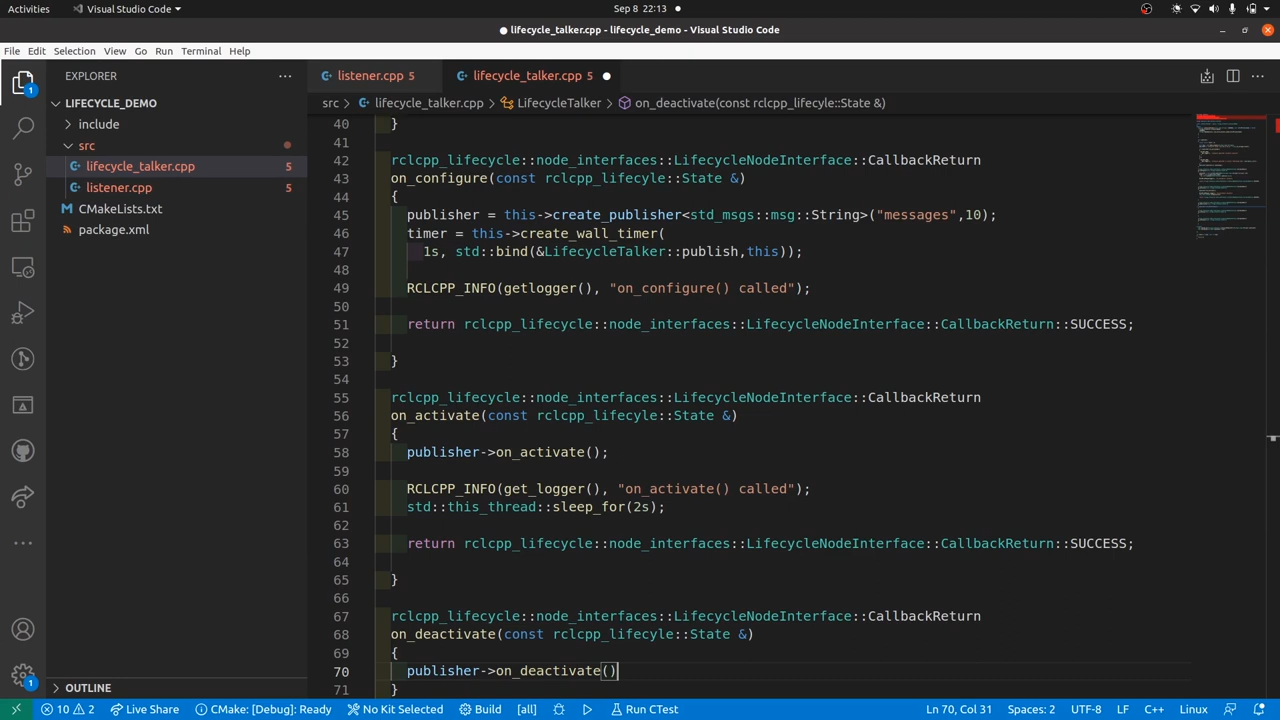 Activities
Visual Studio Code
Sep 8 22:13
lifecycle_talker.cpp - lifecycle_demo - Visual Studio Code
File Edit Selection View Go Run Terminal Help
EXPLORER
listener.cpp 5
lifecycle_talker.cpp 5
LIFECYCLE_DEMO
src > lifecycle_talker.cpp > LifecycleTalker > on_deactivate(const rclcpp_lifecyle::State &)
include
src
lifecycle_talker.cpp 5
listener.cpp 5
CMakeLists.txt
package.xml
1
40 }
41
42 rclcpp_lifecycle::node_interfaces::LifecycleNodeInterface::CallbackReturn
43 on_configure(const rclcpp_lifecyle::State &)
44 {
45 publisher = this->create_publisher<std_msgs::msg::String>("messages",10);
46 timer = this->create_wall_timer(
47 1s, std::bind(&LifecycleTalker::publish,this));
48
49 RCLCPP_INFO(getlogger(), "on_configure() called");
50
51 return rclcpp_lifecycle::node_interfaces::LifecycleNodeInterface::CallbackReturn::SUCCESS;
52
53 }
54
55 rclcpp_lifecycle::node_interfaces::LifecycleNodeInterface::CallbackReturn
56 on_activate(const rclcpp_lifecyle::State &)
57 {
58 publisher->on_activate();
59
60 RCLCPP_INFO(get_logger(), "on_activate() called");
61 std::this_thread::sleep_for(2s);
62
63 return rclcpp_lifecycle::node_interfaces::LifecycleNodeInterface::CallbackReturn::SUCCESS;
64
65 }
66
67 rclcpp_lifecycle::node_interfaces::LifecycleNodeInterface::CallbackReturn
68 on_deactivate(const rclcpp_lifecyle::State &)
69 {
70 publisher->on_deactivate()
71 }
1
OUTLINE
10 2 Live Share CMake: [Debug]: Ready No Kit Selected Build [all] Run CTest
Ln 70, Col 31 Spaces: 2 UTF-8 LF C++ Linux